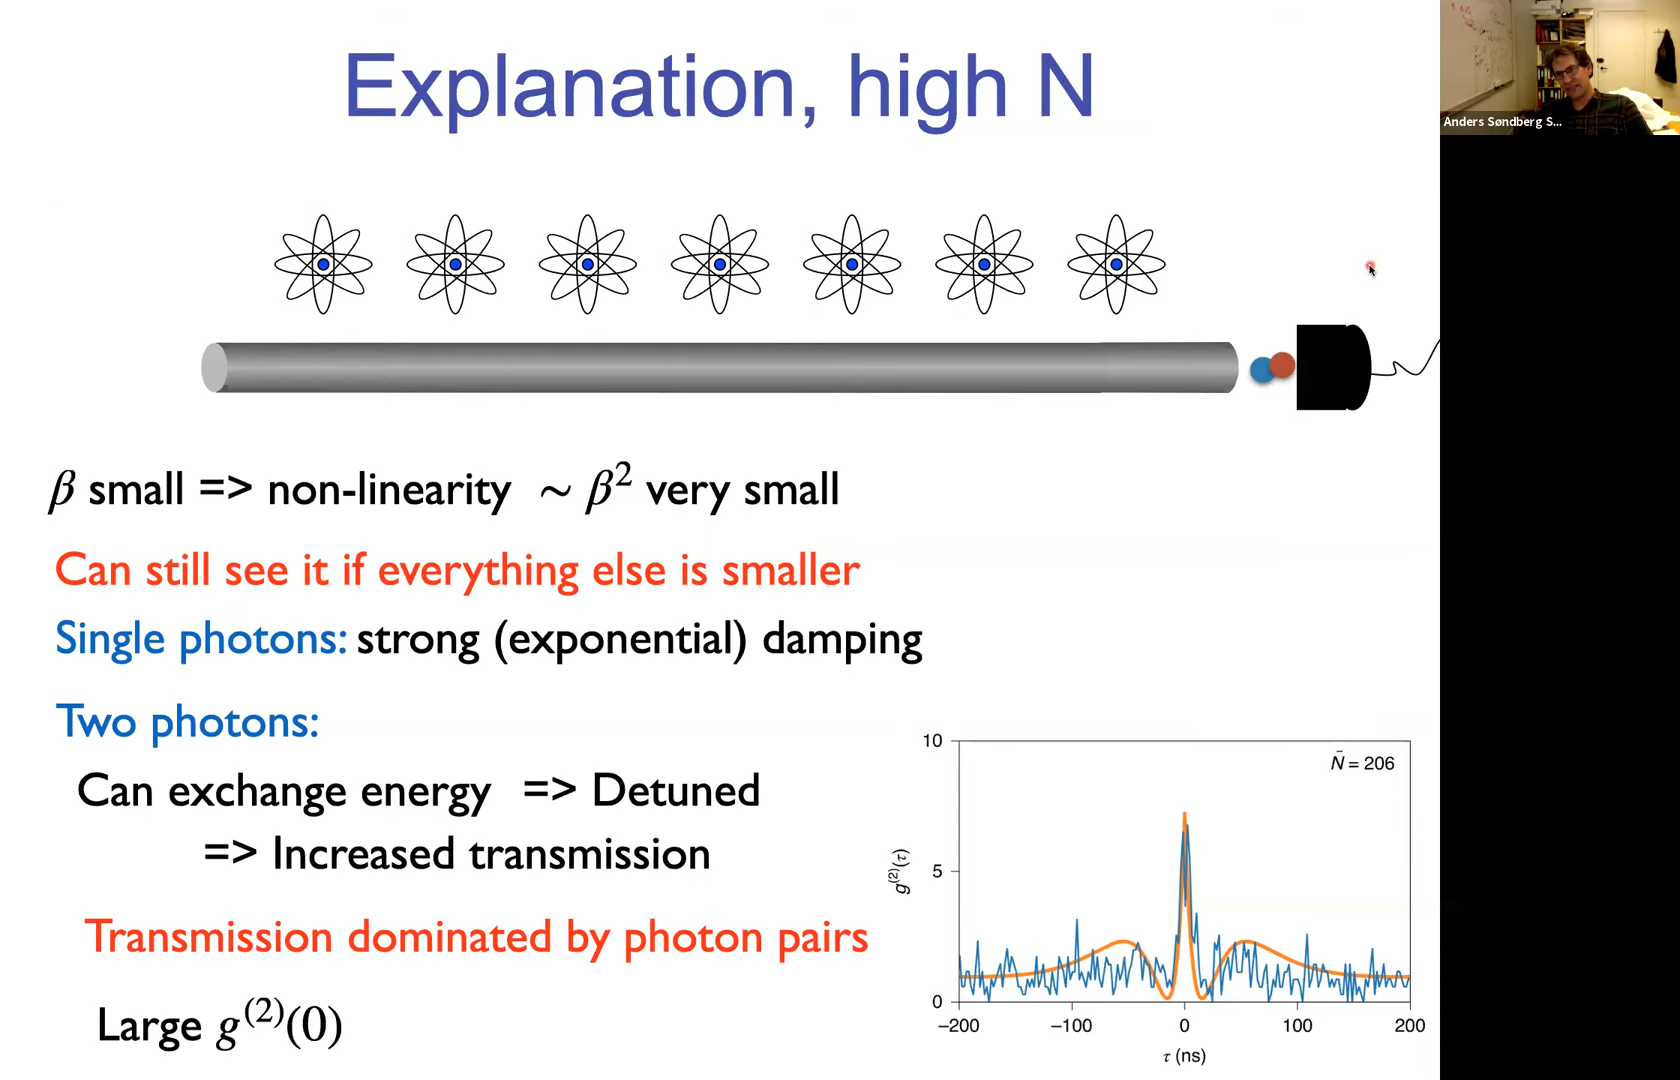 Explanation, high N
Anders Søndberg S...
β small => non-linearity ~ β² very small
Can still see it if everything else is smaller
Single photons: strong (exponential) damping
Two photons:
Can exchange energy => Detuned
=> Increased transmission
Transmission dominated by photon pairs
Large g⁽²⁾(0)
10
N̄ = 206
g⁽²⁾(τ)
5
0
−200 −100 0 100 200
τ (ns)